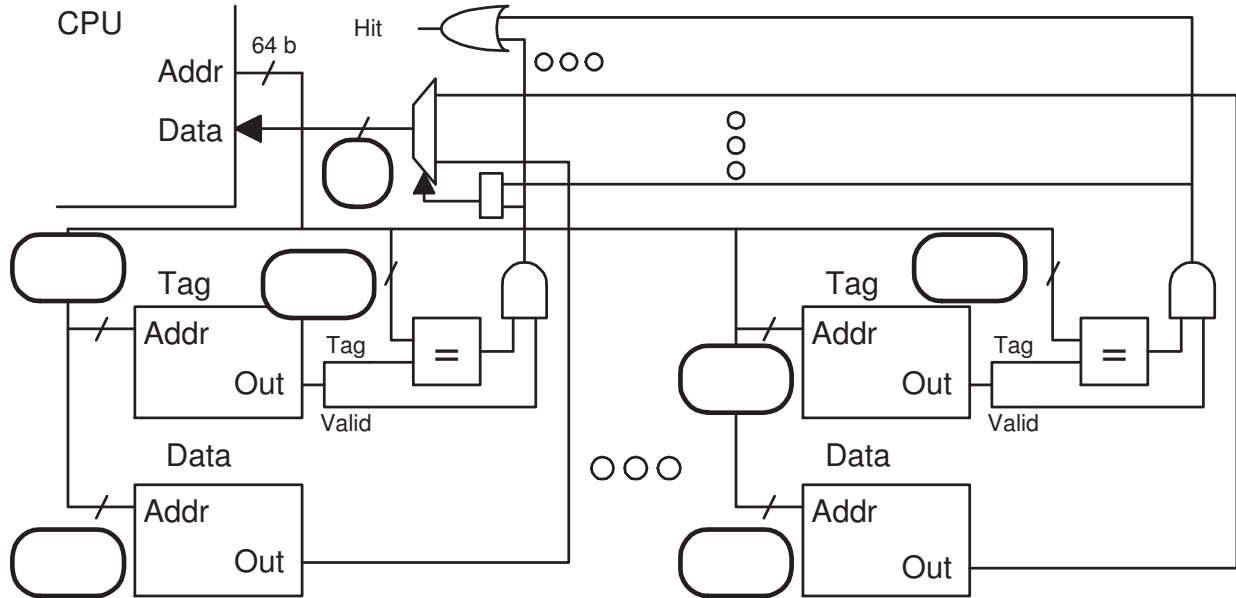 CPU
Hit
64 b
Addr
Data
Tag
Tag
Addr
Addr
Tag
=
Tag
=
Out
Out
Valid
Valid
Data
Data
Addr
Addr
Out
Out